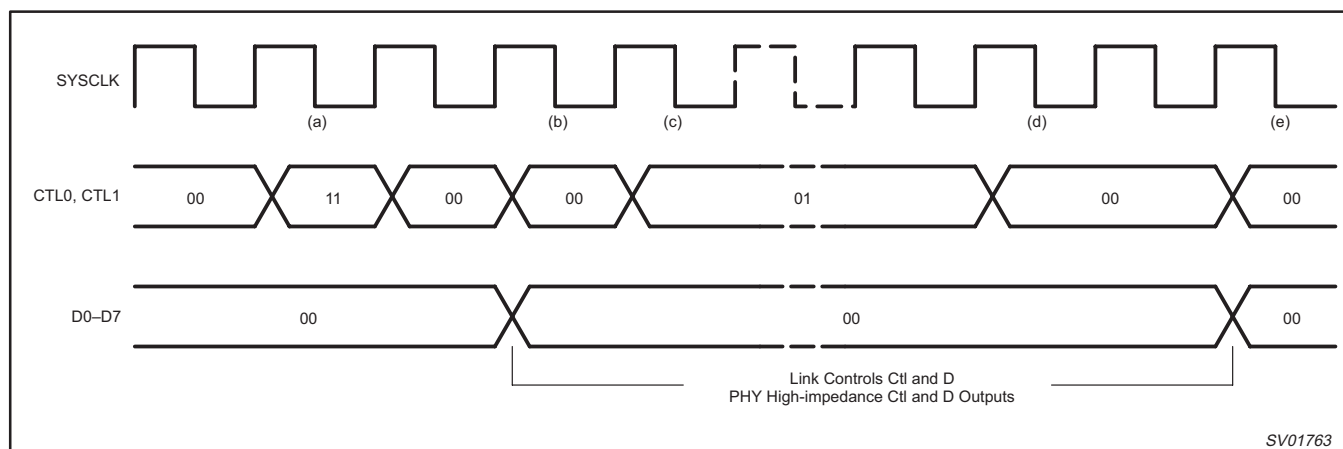 SYSCLK
(a) (b) (c) (d) (e)
CTL0, CTL1 00 11 00 00 01 00 00
D0–D7 00 00 00
Link Controls Ctl and D
PHY High-impedance Ctl and D Outputs
SV01763